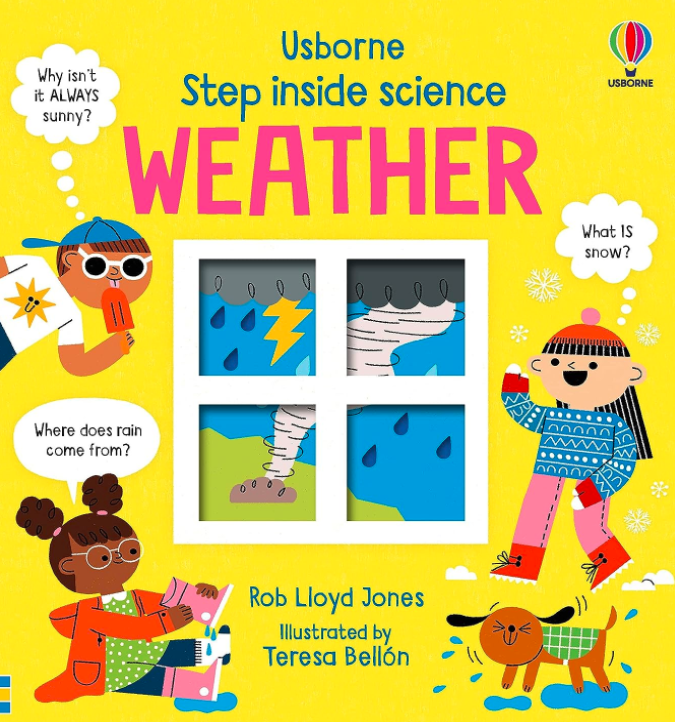 Usborne
Step inside science
WEATHER
USBORNE
Why isn't
it ALWAYS
sunny?
What IS
snow?
Where does rain
come from?
Rob Lloyd Jones
Illustrated by
Teresa Bellón